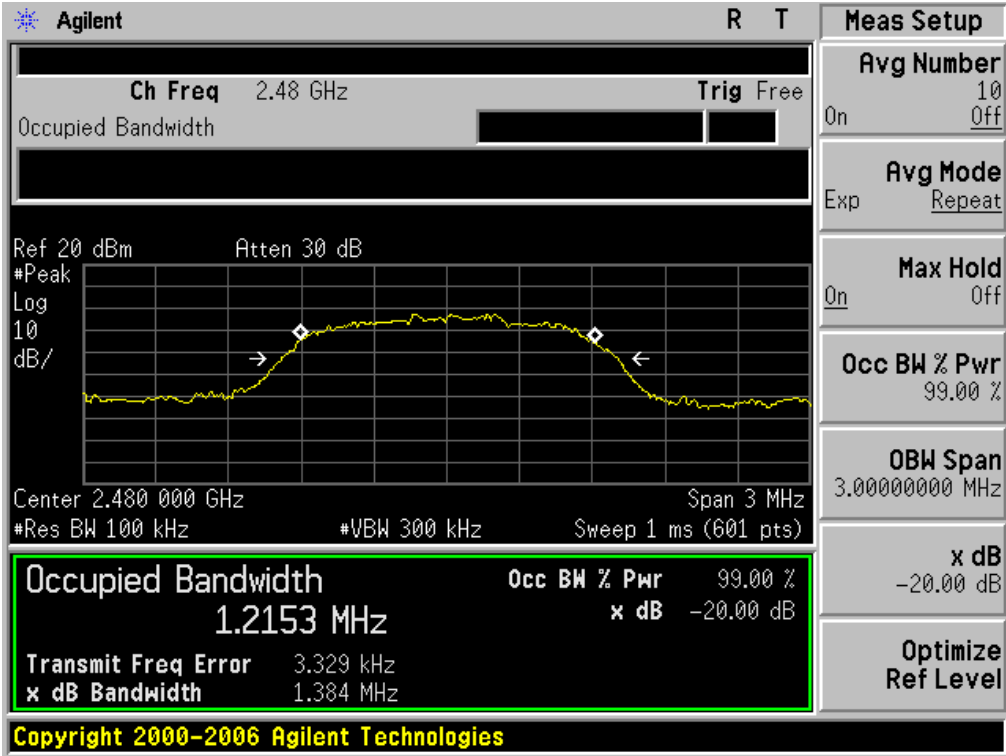 Agilent R T Meas Setup
Ch Freq 2.48 GHz Trig Free
Occupied Bandwidth
Ref 20 dBm Atten 30 dB
#Peak
Log
10
dB/
Center 2.480 000 GHz Span 3 MHz
#Res BW 100 kHz #VBW 300 kHz Sweep 1 ms (601 pts)
Occupied Bandwidth Occ BW % Pwr 99.00 %
1.2153 MHz x dB -20.00 dB
Transmit Freq Error 3.329 kHz
x dB Bandwidth 1.384 MHz
Copyright 2000-2006 Agilent Technologies
Avg Number
10
On Off
Avg Mode
Exp Repeat
Max Hold
On Off
Occ BW % Pwr
99.00 %
OBW Span
3.00000000 MHz
x dB
-20.00 dB
Optimize
Ref Level